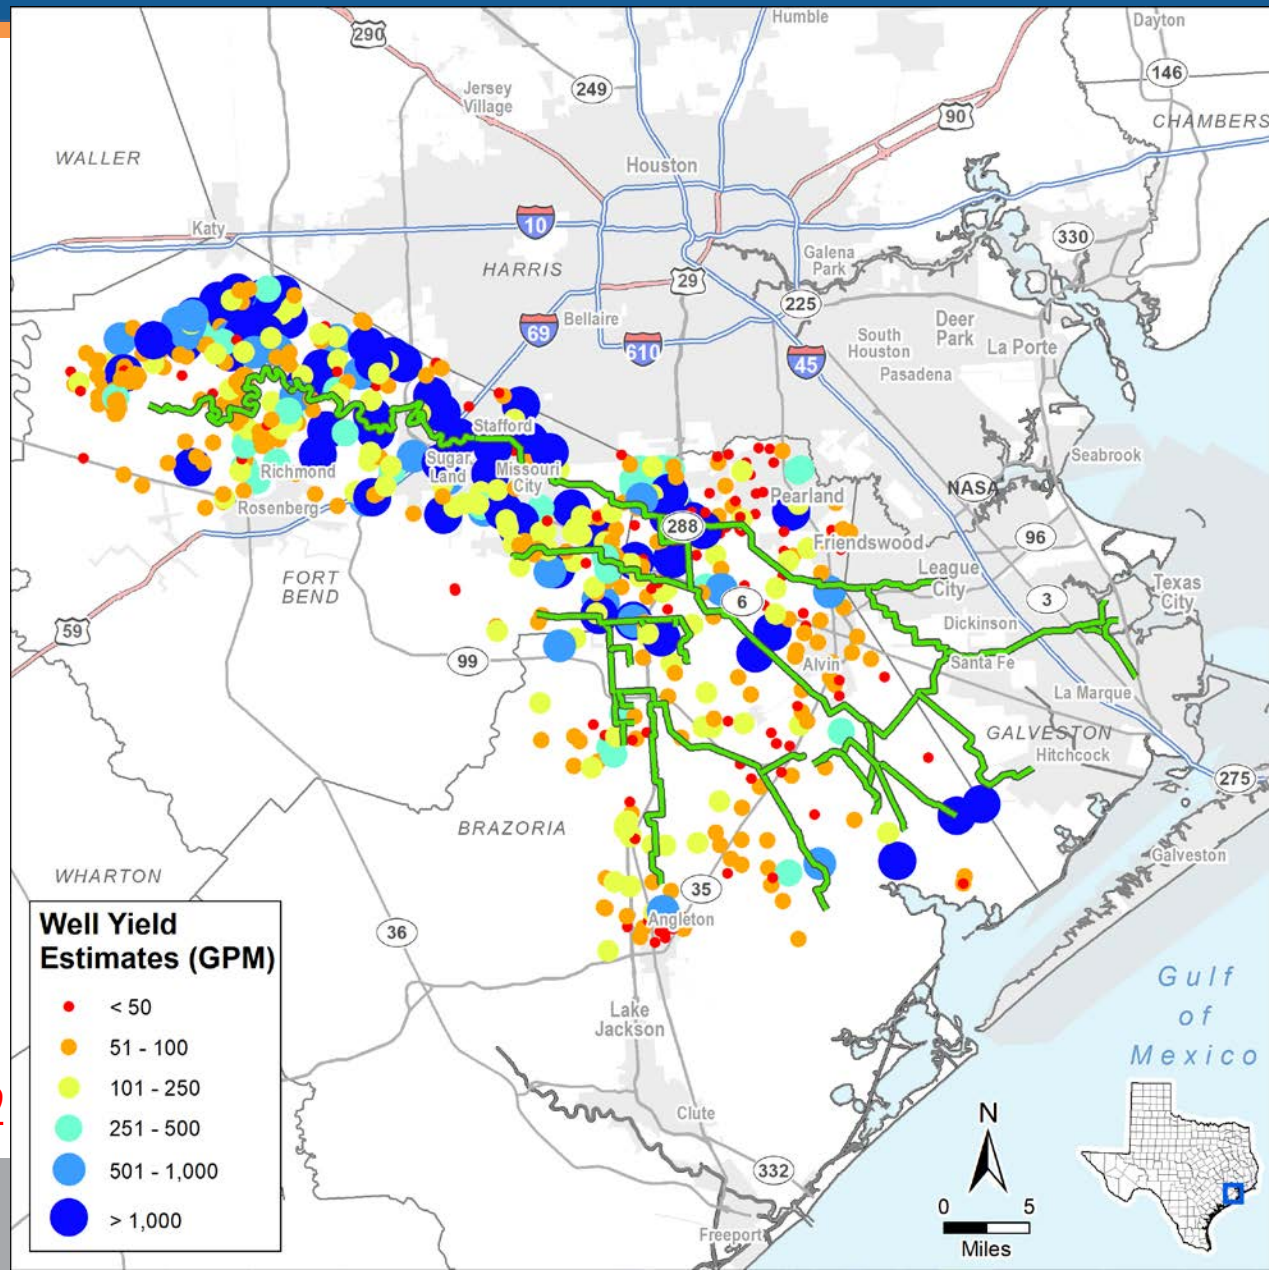 Humble
Dayton
290
249
146
Jersey
Village
90
CHAMBERS
WALLER
Houston
Katy
10
330
HARRIS
Galena
Park
29
225
69
Bellaire
Deer
Park
South
Houston
610
45
La Porte
Pasadena
Stafford
Sugar
Land
Missouri
City
Seabrook
Richmond
NASA
Pearland
Rosenberg
288
96
Friendswood
FORT
BEND
League
City
Texas
City
6
3
59
Dickinson
99
Alvin
Santa Fe
La Marque
GALVESTON
Hitchcock
275
BRAZORIA
Galveston
WHARTON
35
Angleton
36
Well Yield
Estimates (GPM)
< 50
51 - 100
101 - 250
251 - 500
501 - 1,000
> 1,000
Gulf
of
Mexico
Lake
Jackson
Clute
N
332
0 5
Miles
Freeport